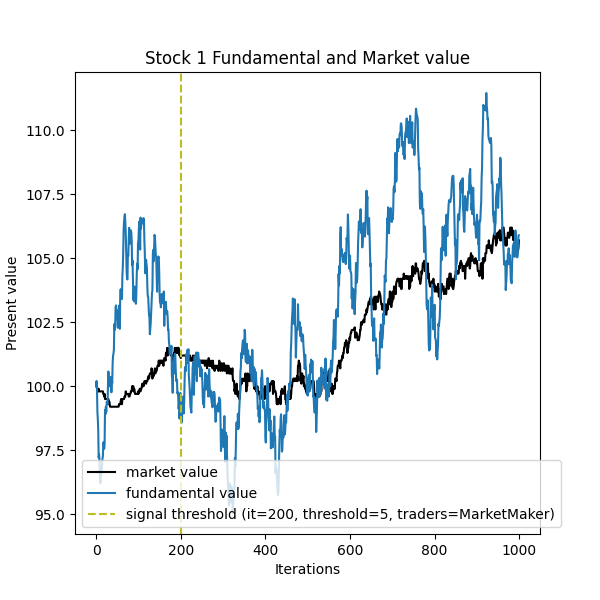 Stock 1 Fundamental and Market value
110.0
107.5
105.0
102.5
100.0
97.5
95.0
Present value
market value
fundamental value
signal threshold (it=200, threshold=5, traders=MarketMaker)
0 200 400 600 800 1000
Iterations